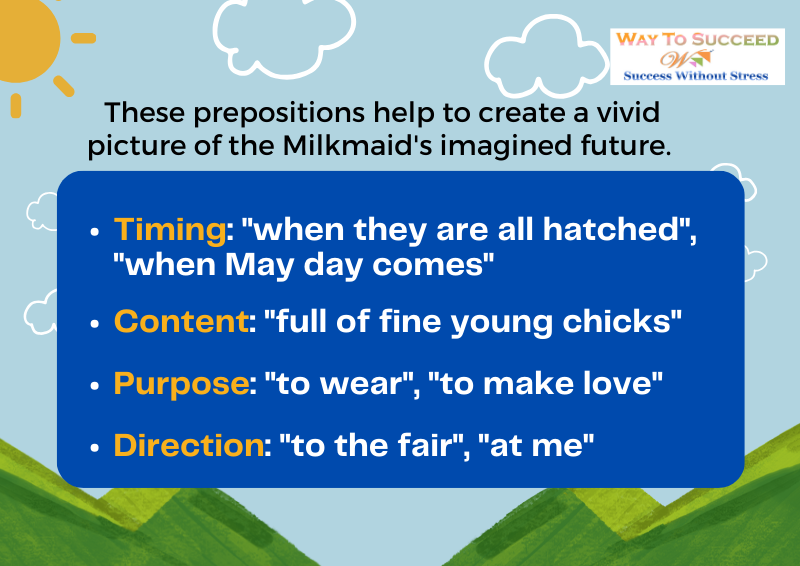 WAY TO SUCCEED
W
Success Without Stress
These prepositions help to create a vivid
picture of the Milkmaid's imagined future.
• Timing: "when they are all hatched",
"when May day comes"
• Content: "full of fine young chicks"
• Purpose: "to wear", "to make love"
• Direction: "to the fair", "at me"